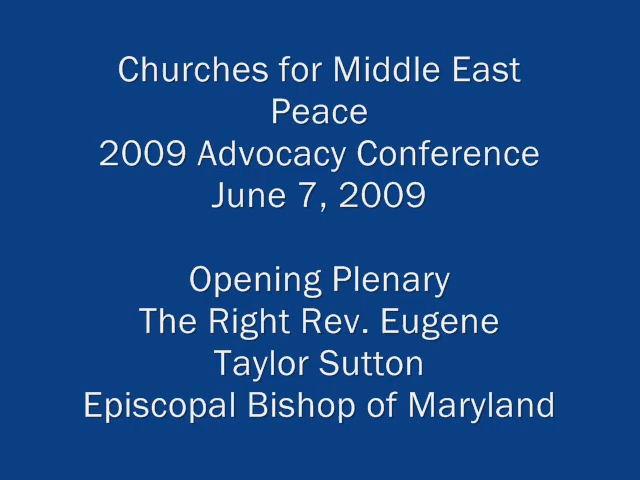 Churches for Middle East
Peace
2009 Advocacy Conference
June 7, 2009
Opening Plenary
The Right Rev. Eugene
Taylor Sutton
Episcopal Bishop of Maryland